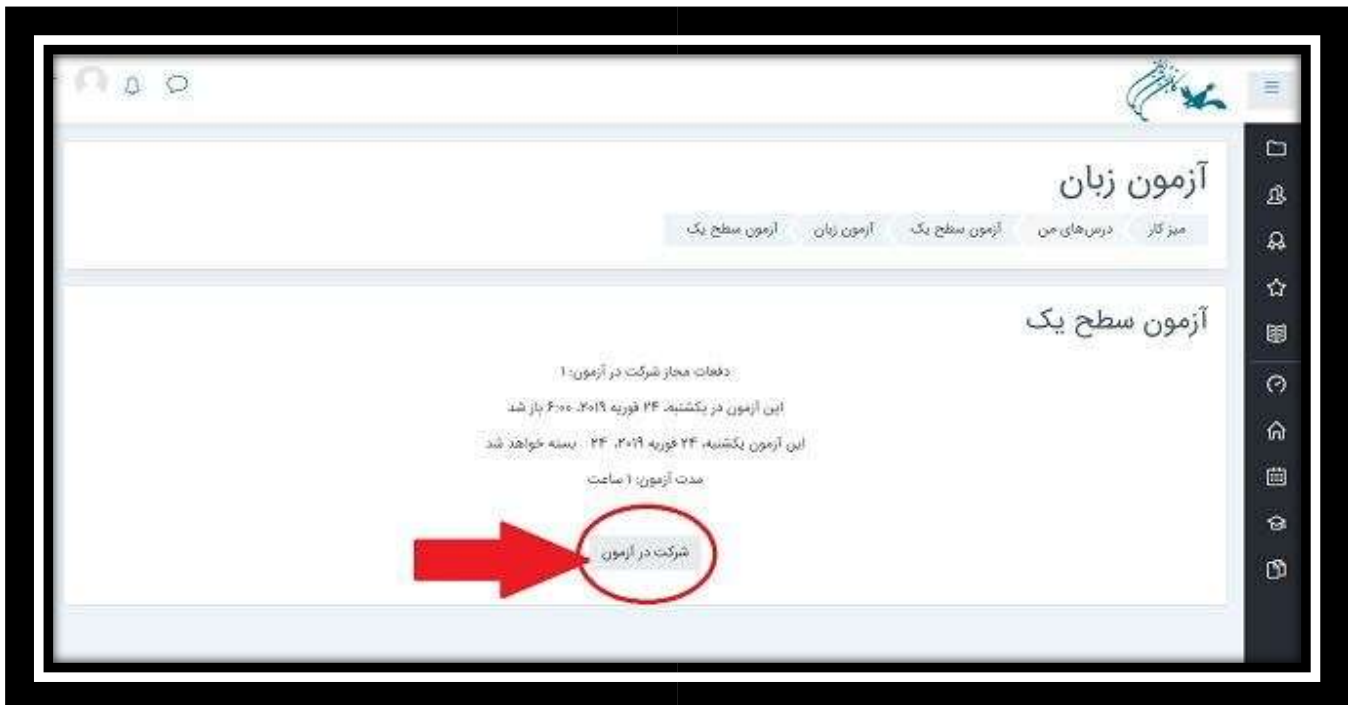 آزمون زبان
میز کار درس‌های من آزمون سطح یک آزمون زبان آزمون سطح یک
آزمون سطح یک
دفعات مجاز شرکت در آزمون: ۱
این آزمون در یکشنبه، ۲۴ فوریه ۲۰۱۹، ۶:۰۰ باز شد
این آزمون یکشنبه، ۲۴ فوریه ۲۰۱۹، ۲۴ بسته خواهد شد
مدت آزمون: ۱ ساعت
شرکت در آزمون